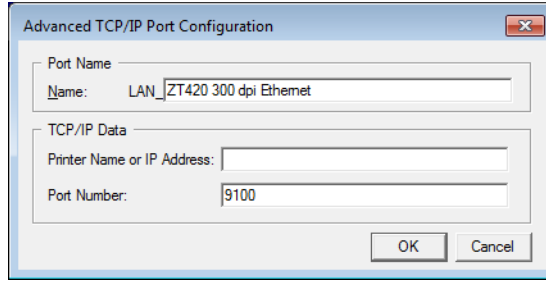 Advanced TCP/IP Port Configuration
Port Name
Name: LAN_ZT420 300 dpi Ethernet
TCP/IP Data
Printer Name or IP Address:
Port Number: 9100
OK Cancel